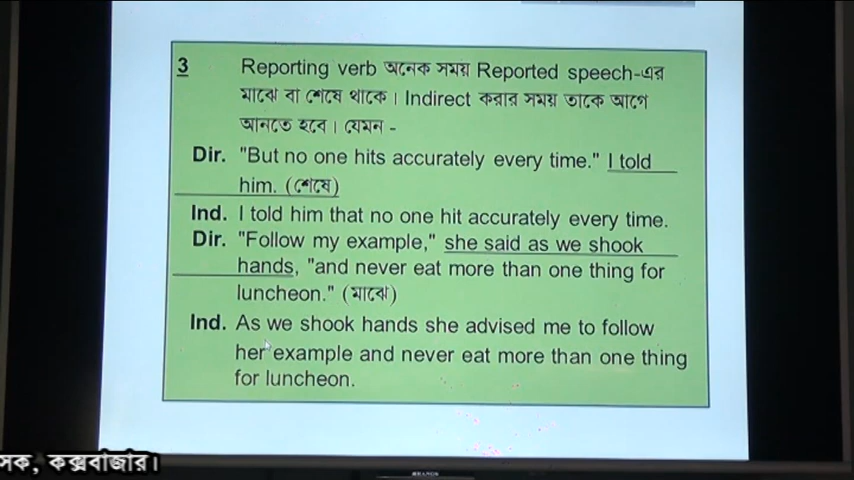 3 Reporting verb অনেক সময় Reported speech-এর
মাঝে বা শেষে থাকে। Indirect করার সময় তাকে আগে
আনতে হবে। যেমন -
Dir. "But no one hits accurately every time." I told
him. (শেষে)
Ind. I told him that no one hit accurately every time.
Dir. "Follow my example," she said as we shook
hands, "and never eat more than one thing for
luncheon." (মাঝে)
Ind. As we shook hands she advised me to follow
her example and never eat more than one thing
for luncheon.
সক, কক্সবাজার।